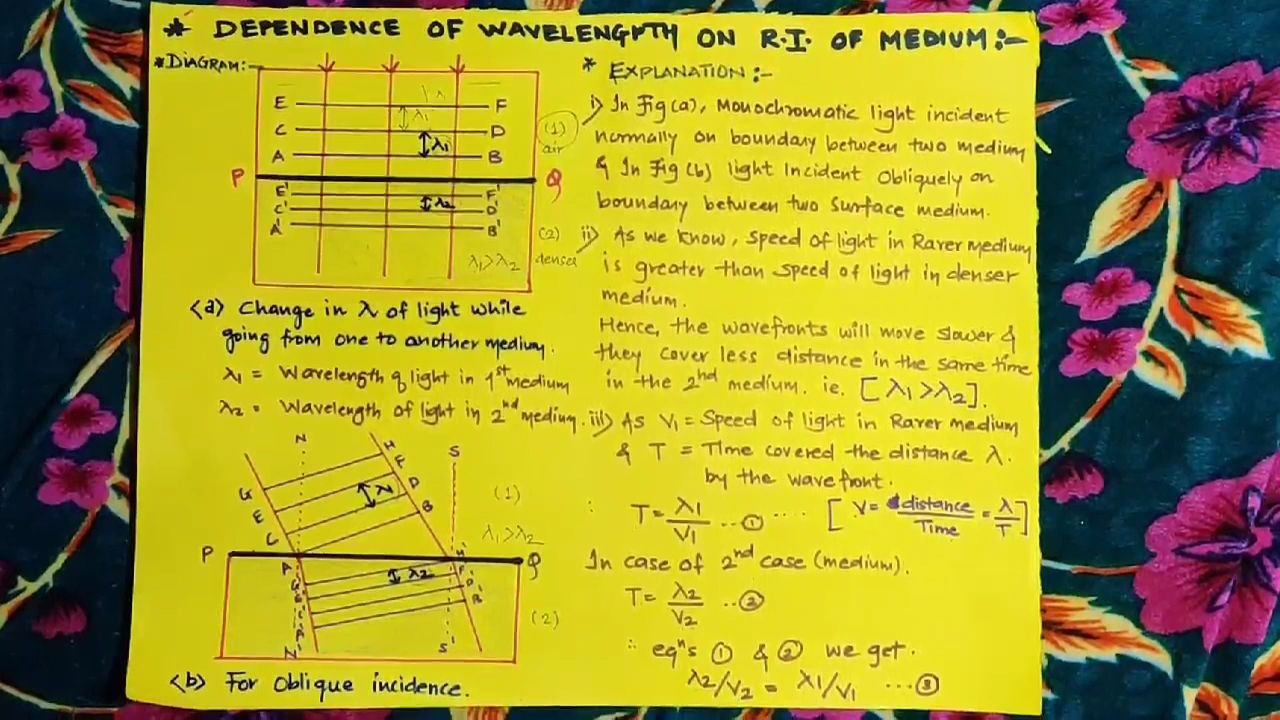 * DEPENDENCE OF WAVELENGPTH ON R.I. OF MEDIUM:-
* DIAGRAM:-
E F
λ1
C D
λ1
A B
(1)
air
P Q
E' F'
C' λ2 D'
A' B'
(2)
denser
λ1>λ2
(a) Change in λ of light while
going from one to another medium.
λ1 = Wavelength of light in 1st medium
λ2 = Wavelength of light in 2nd medium.
N H S
F
G D
λ1
E B
C
(1)
λ1>λ2
P Q
A H'
λ2 F'
G' D'
E' B'
C'
A'
(2)
N' S'
(b) For Oblique incidence.
* EXPLANATION:-
i) In Fig(a), Monochromatic light incident
normally on boundary between two medium
& In Fig (b) light Incident Obliquely on
boundary between two Surface medium.
ii) As we know, speed of light in Rarer medium
is greater than speed of light in denser
medium.
Hence, the wavefronts will move slower &
they cover less distance in the same time
in the 2nd medium. ie. [λ1>λ2].
iii) As V1 = Speed of light in Rarer medium
& T = Time covered the distance λ.
by the wavefront.
∴ T = λ1/V1 ...① .... [V = distance/Time = λ/T]
In case of 2nd case (medium).
T = λ2/V2 ..②
∴ eqn's ① & ② we get.
λ2/V2 = λ1/V1 ...③